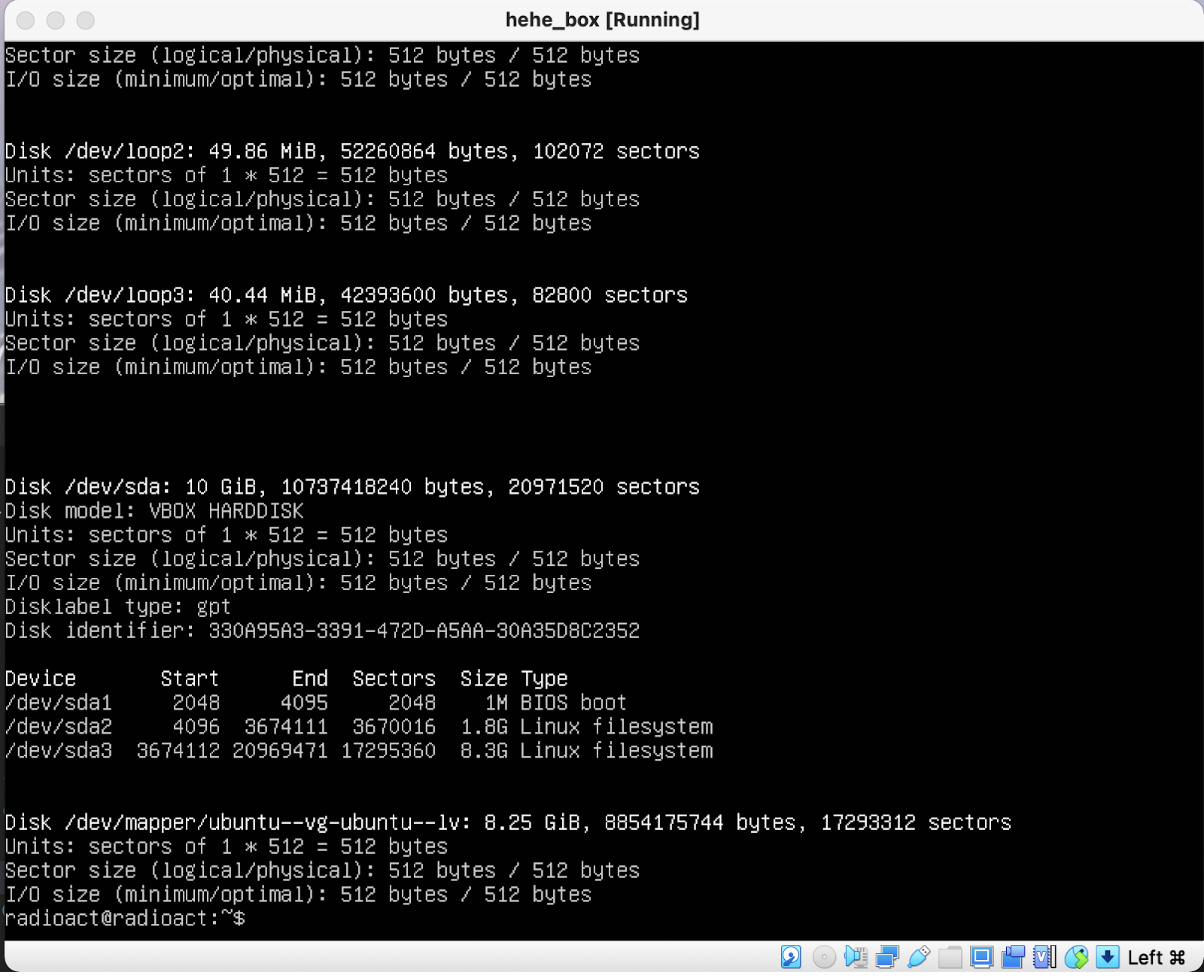 hehe_box [Running]
Sector size (logical/physical): 512 bytes / 512 bytes
I/O size (minimum/optimal): 512 bytes / 512 bytes
Disk /dev/loop2: 49.86 MiB, 52260864 bytes, 102072 sectors
Units: sectors of 1 * 512 = 512 bytes
Sector size (logical/physical): 512 bytes / 512 bytes
I/O size (minimum/optimal): 512 bytes / 512 bytes
Disk /dev/loop3: 40.44 MiB, 42393600 bytes, 82800 sectors
Units: sectors of 1 * 512 = 512 bytes
Sector size (logical/physical): 512 bytes / 512 bytes
I/O size (minimum/optimal): 512 bytes / 512 bytes
Disk /dev/sda: 10 GiB, 10737418240 bytes, 20971520 sectors
Disk model: VBOX HARDDISK
Units: sectors of 1 * 512 = 512 bytes
Sector size (logical/physical): 512 bytes / 512 bytes
I/O size (minimum/optimal): 512 bytes / 512 bytes
Disklabel type: gpt
Disk identifier: 330A95A3-3391-472D-A5AA-30A35D8C2352
Device Start End Sectors Size Type
/dev/sda1 2048 4095 2048 1M BIOS boot
/dev/sda2 4096 3674111 3670016 1.8G Linux filesystem
/dev/sda3 3674112 20969471 17295360 8.3G Linux filesystem
Disk /dev/mapper/ubuntu--vg-ubuntu--lv: 8.25 GiB, 8854175744 bytes, 17293312 sectors
Units: sectors of 1 * 512 = 512 bytes
Sector size (logical/physical): 512 bytes / 512 bytes
I/O size (minimum/optimal): 512 bytes / 512 bytes
radioact@radioact:~$
Left ⌘